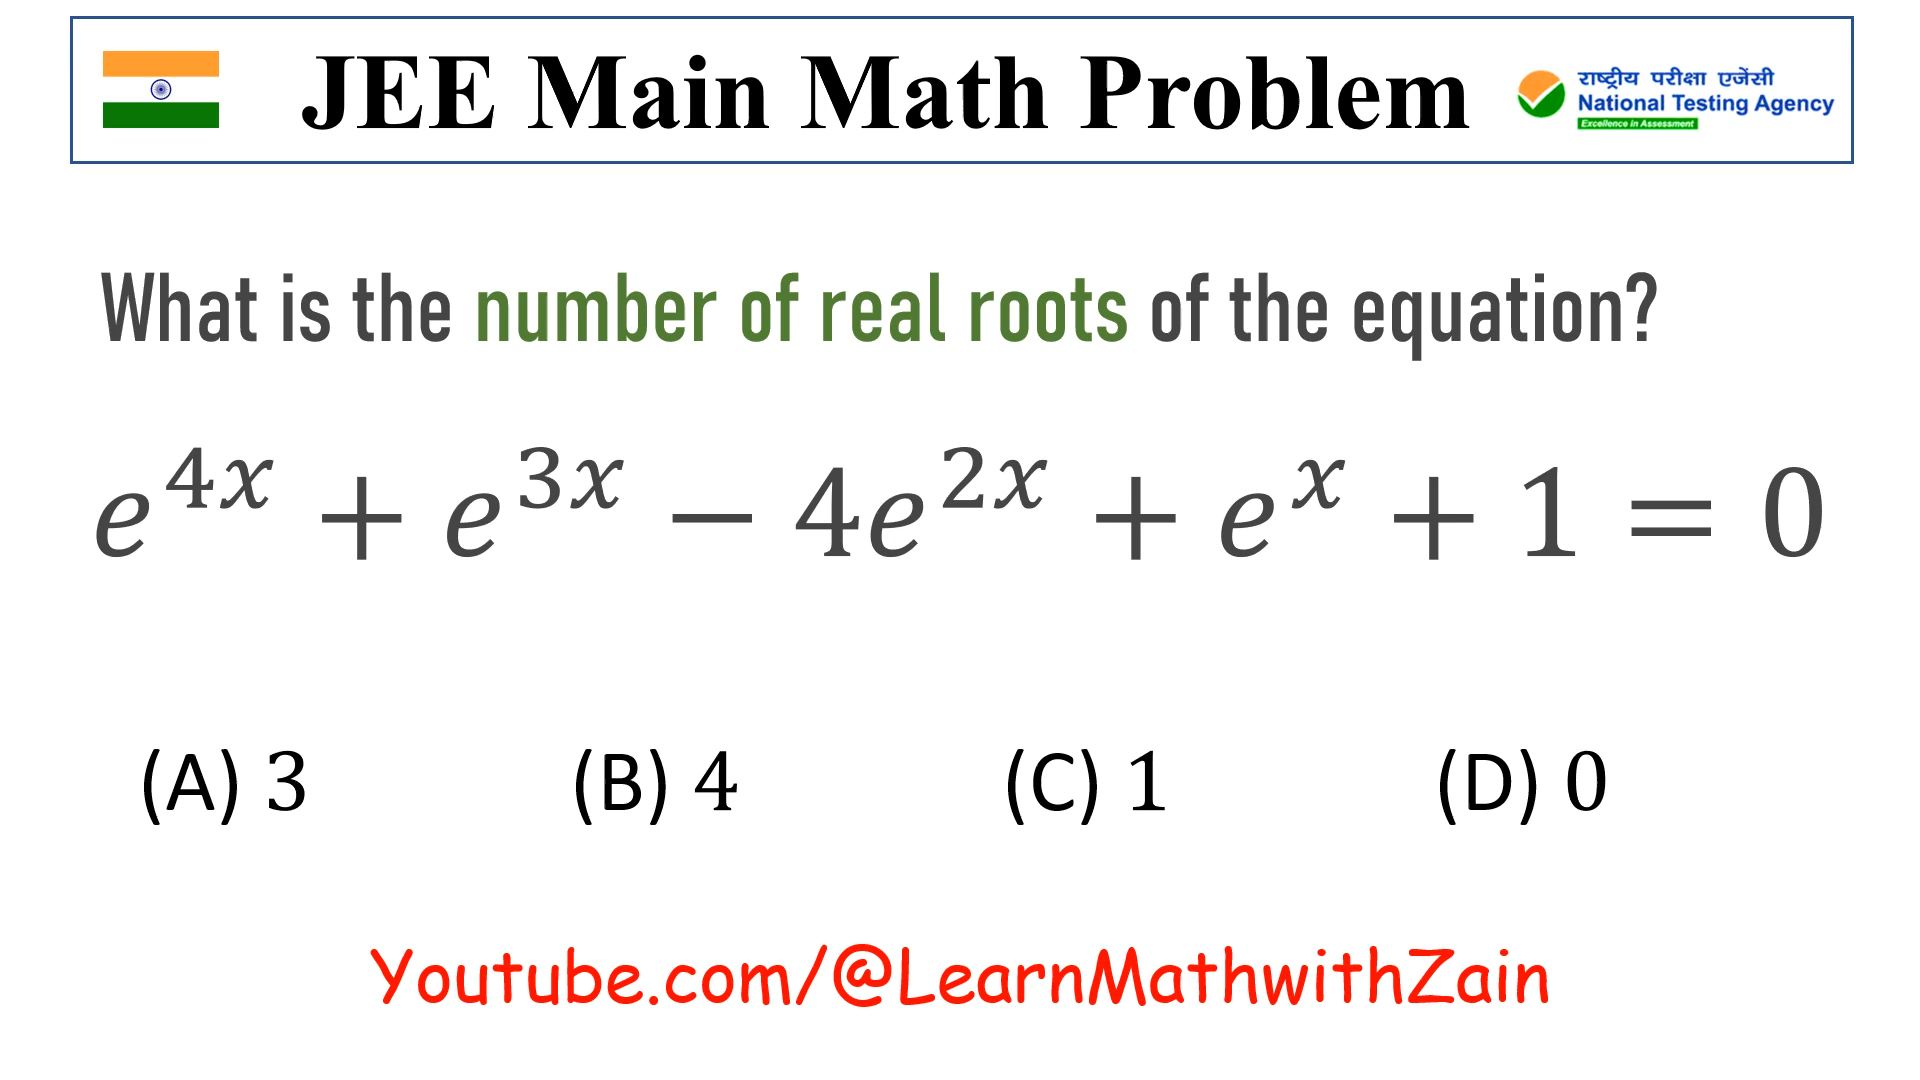 JEE Main Math Problem
राष्ट्रीय परीक्षा एजेंसी
National Testing Agency
Excellence in Assessment
What is the number of real roots of the equation?
e^{4x} + e^{3x} − 4e^{2x} + e^{x} + 1 = 0
(A) 3 (B) 4 (C) 1 (D) 0
Youtube.com/@LearnMathwithZain